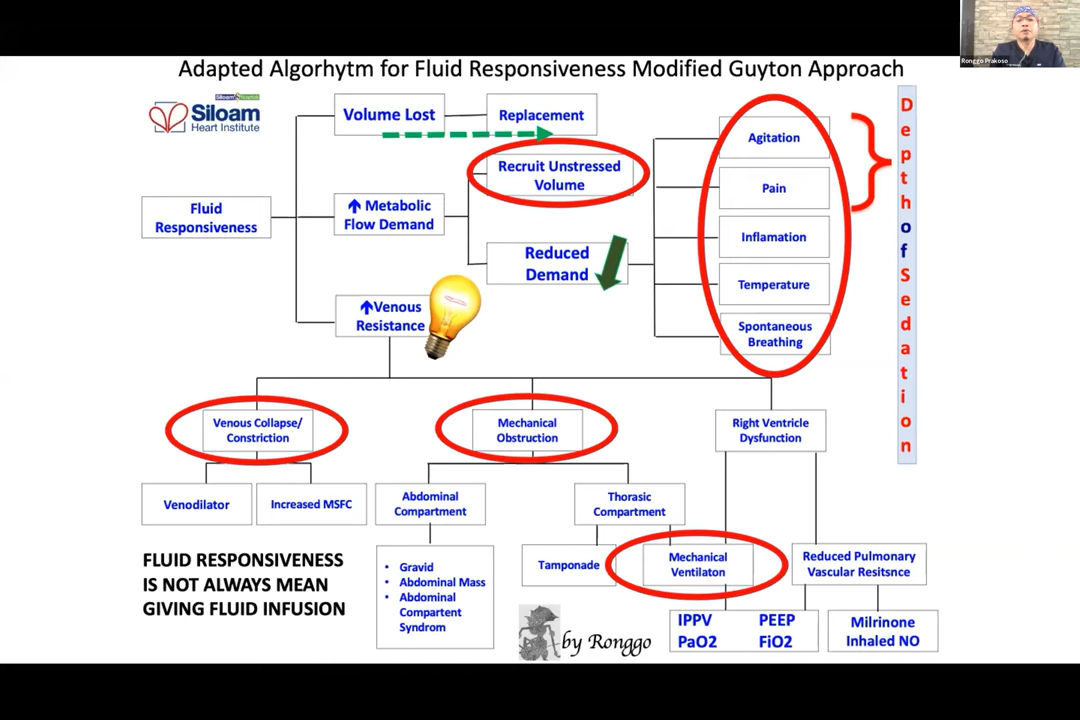 Ronggo Prakoso
Adapted Algorhytm for Fluid Responsiveness Modified Guyton Approach
Siloam
Heart Institute
Volume Lost
Replacement
Recruit Unstressed
Volume
Fluid
Responsiveness
Metabolic
Flow Demand
Reduced
Demand
Venous
Resistance
Agitation
Pain
Inflamation
Temperature
Spontaneous
Breathing
Depth of Sedation
Venous Collapse/
Constriction
Mechanical
Obstruction
Right Ventricle
Dysfunction
Venodilator
Increased MSFC
Abdominal
Compartment
Thorasic
Compartment
• Gravid
• Abdominal Mass
• Abdominal
Compartent
Syndrom
Tamponade
Mechanical
Ventilaton
Reduced Pulmonary
Vascular Resitsnce
IPPV PEEP
PaO2 FiO2
Milrinone
Inhaled NO
FLUID RESPONSIVENESS
IS NOT ALWAYS MEAN
GIVING FLUID INFUSION
by Ronggo